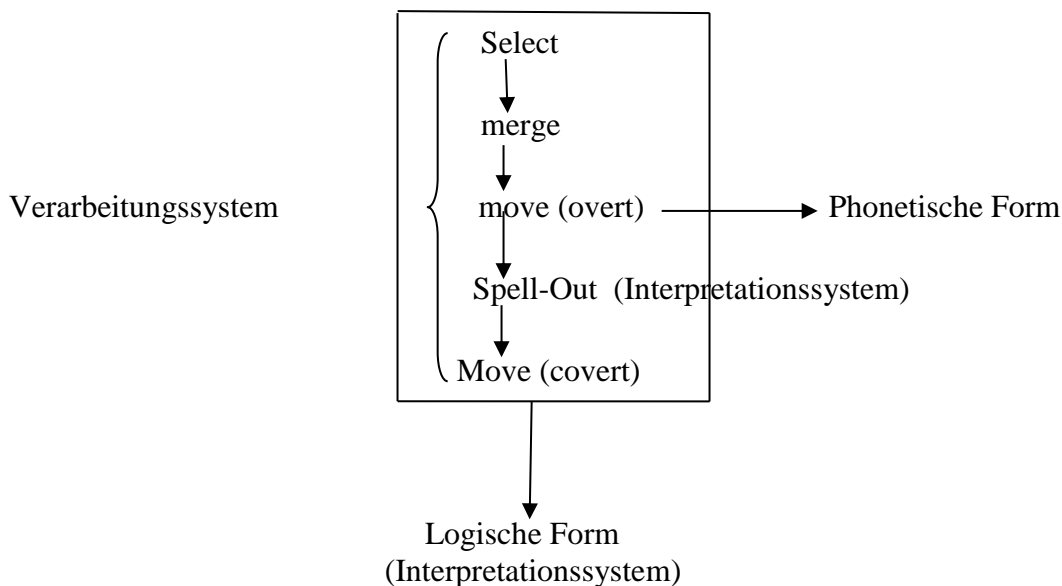 Select
merge
Verarbeitungssystem
move (overt)
Phonetische Form
Spell-Out (Interpretationssystem)
Move (covert)
Logische Form
(Interpretationssystem)